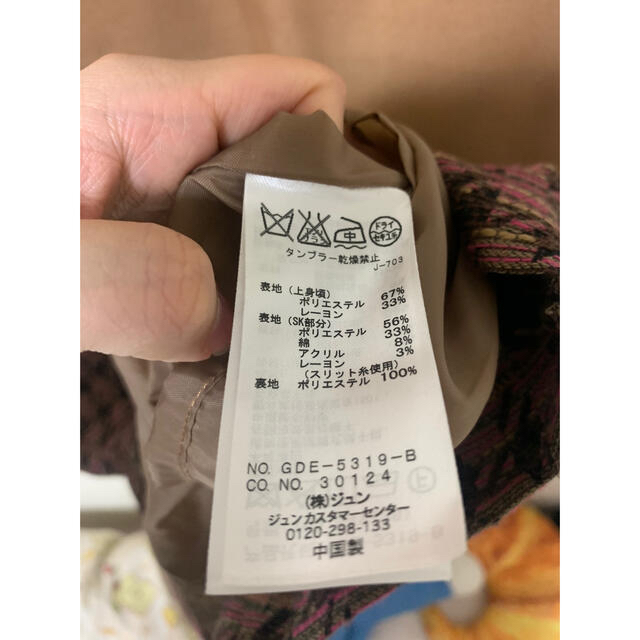 中
ドライ
セキユ系
タンブラー乾燥禁止
J-703
表地(上身頃)
ポリエステル 67%
レーヨン 33%
表地(SK部分)
ポリエステル 56%
綿 33%
アクリル 8%
レーヨン 3%
(スリット糸使用)
裏地 ポリエステル 100%
NO. GDE-5319-B
CO. NO. 30124
(株)ジュン
ジュンカスタマーセンター
0120-298-133
中国製